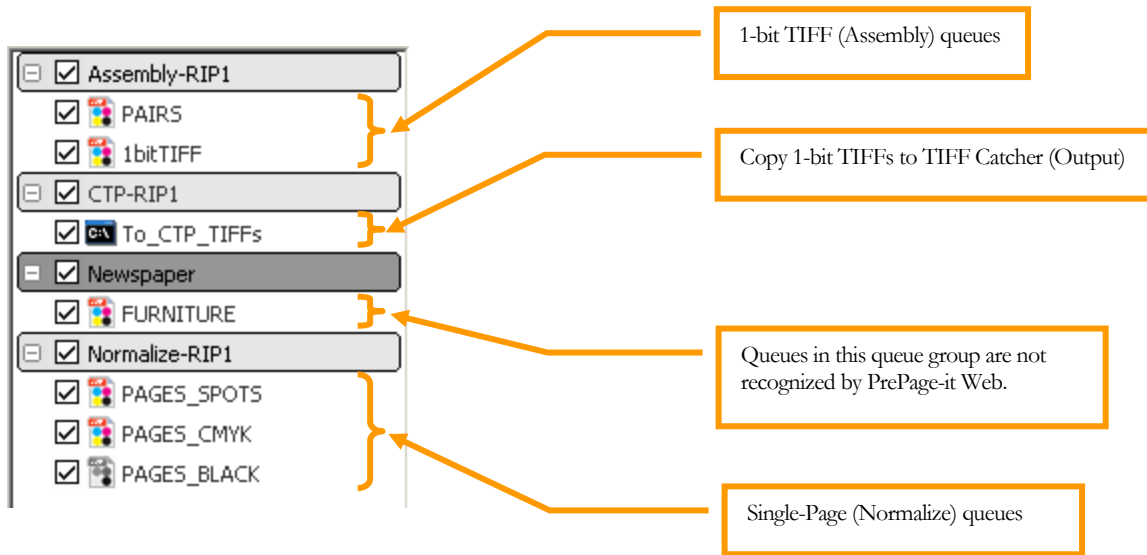 1-bit TIFF (Assembly) queues
Assembly-RIP1
PAIRS
1bitTIFF
Copy 1-bit TIFFs to TIFF Catcher (Output)
CTP-RIP1
C:\ To_CTP_TIFFs
Newspaper
FURNITURE
Queues in this queue group are not
recognized by PrePage-it Web.
Normalize-RIP1
PAGES_SPOTS
PAGES_CMYK
PAGES_BLACK
Single-Page (Normalize) queues